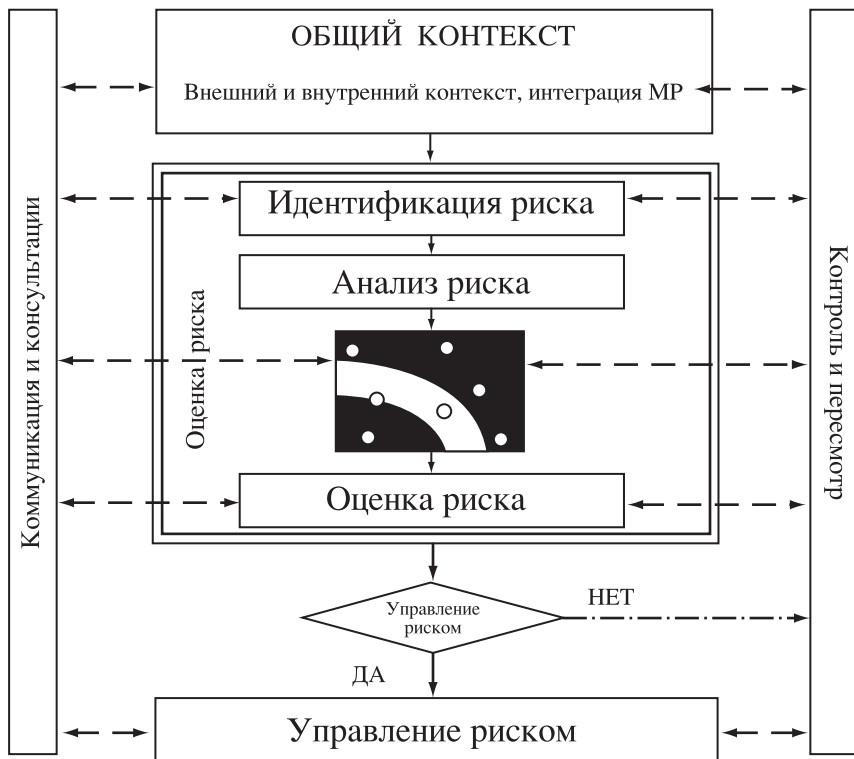 ОБЩИЙ КОНТЕКСТ
Внешний и внутренний контекст, интеграция МР
Коммуникация и консультации
Контроль и пересмотр
Оценка риска
Идентификация риска
Анализ риска
Оценка риска
Управление
риском
НЕТ
ДА
Управление риском